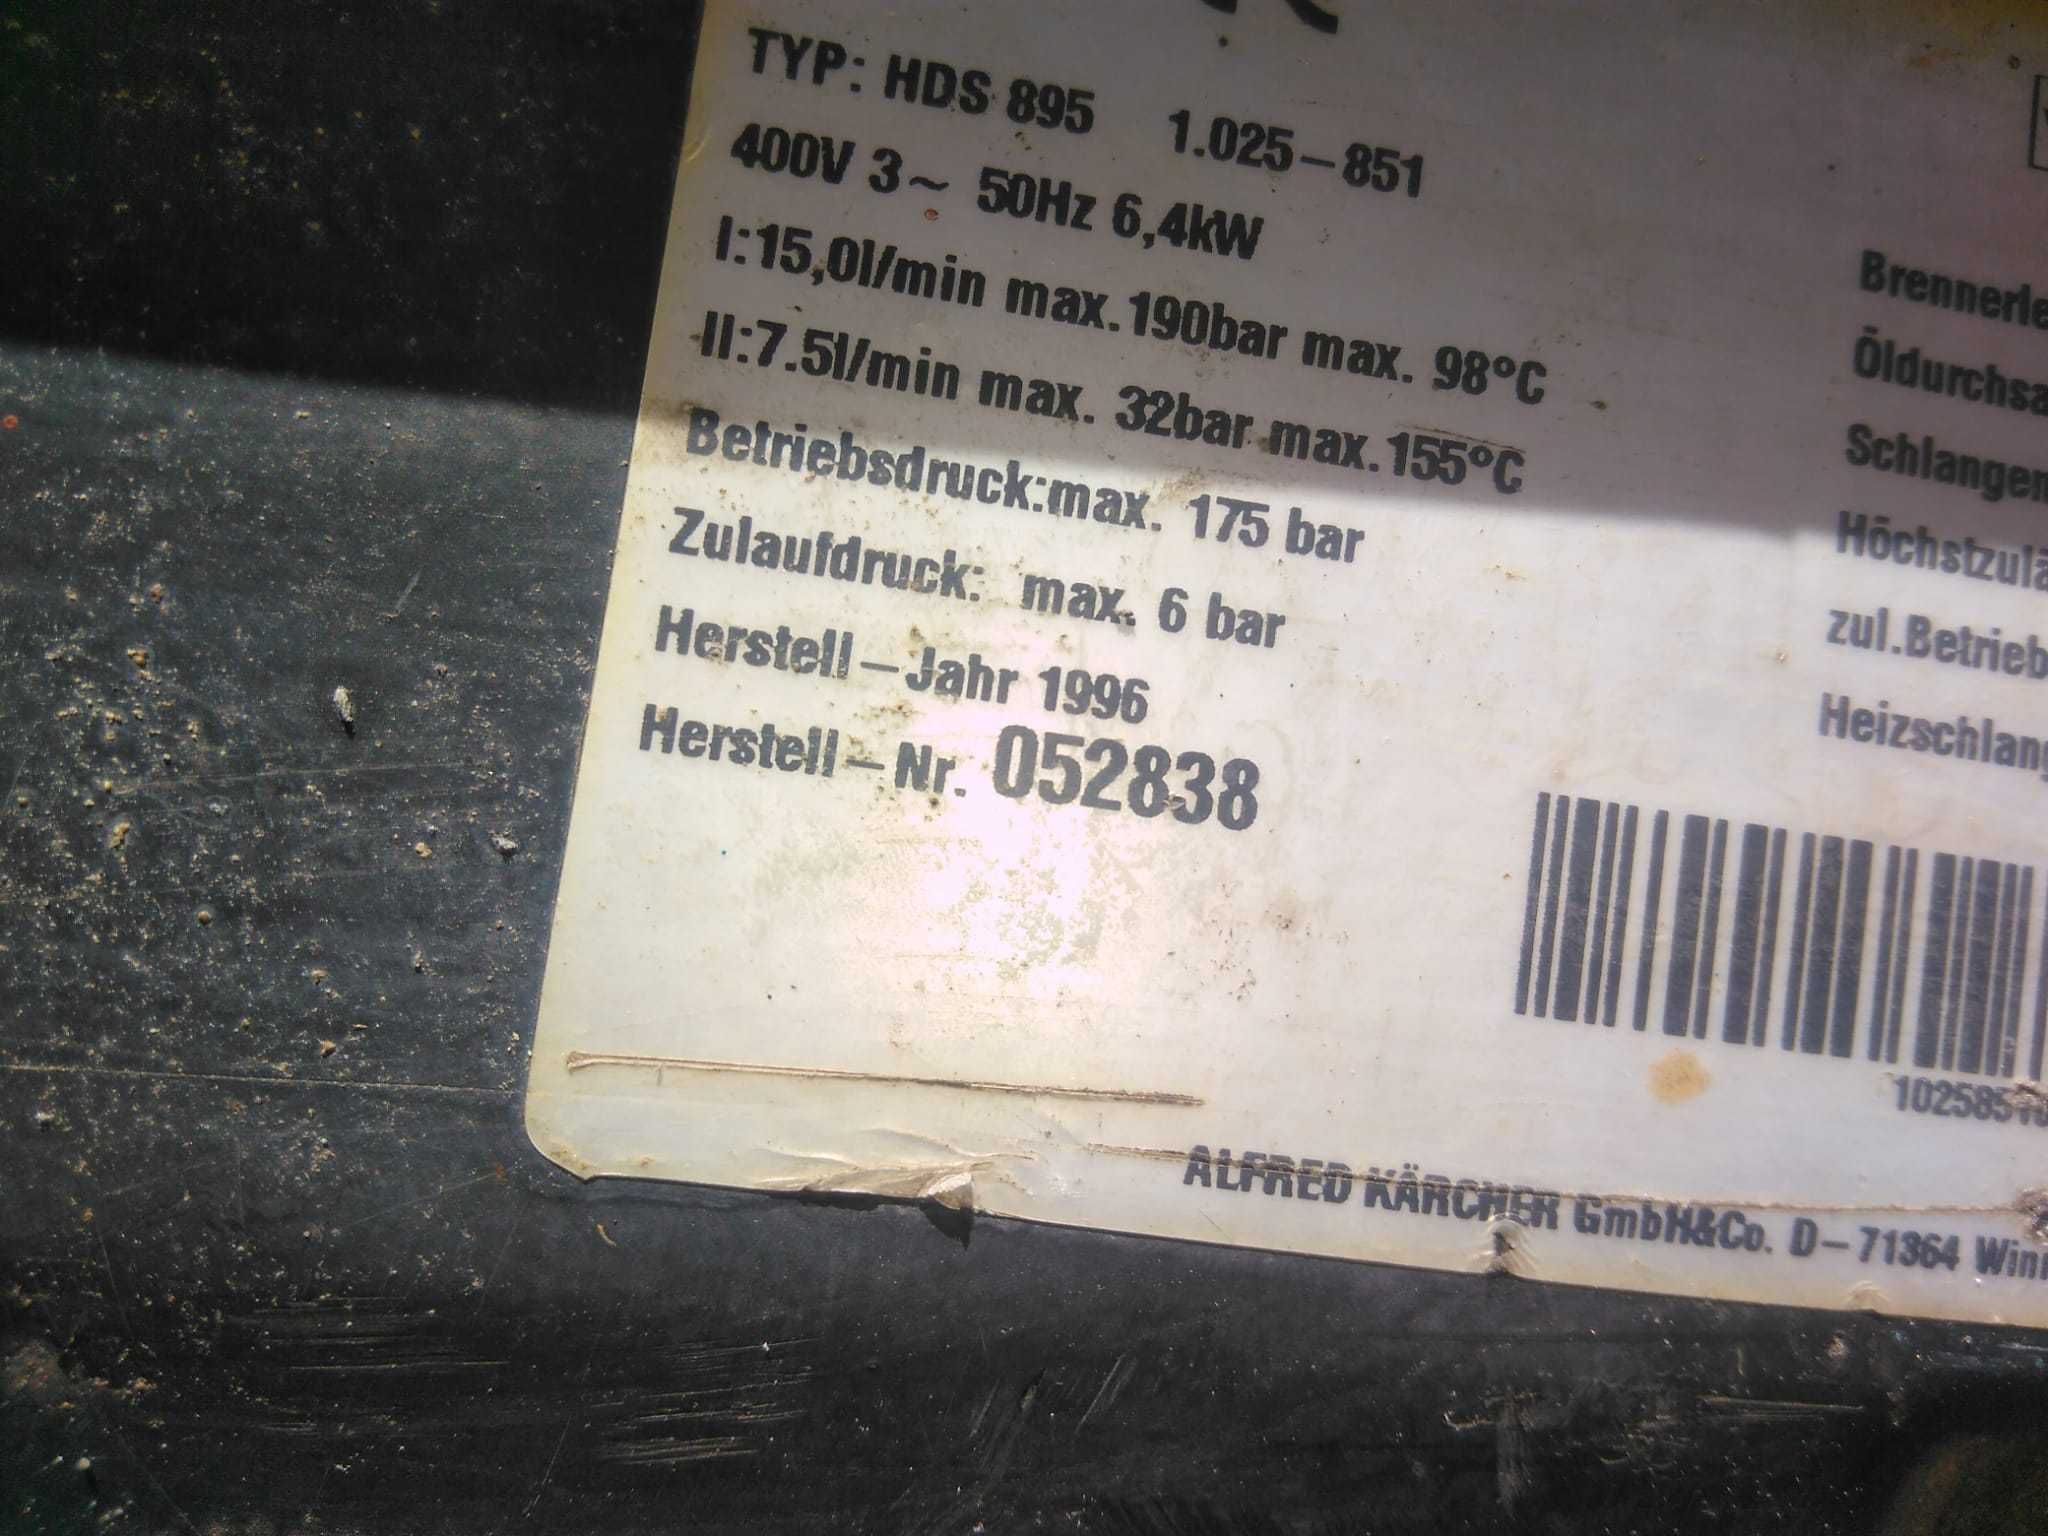 TYP: HDS 895 1.025-851
400V 3~ 50Hz 6,4kW
I:15,0l/min max.190bar max. 98°C
II:7.5l/min max. 32bar max.155°C
Betriebsdruck:max. 175 bar
Zulaufdruck: max. 6 bar
Herstell-Jahr 1996
Herstell-Nr. 052838
Brennerle
Öldurchsa
Schlangen
Höchstzulä
zul.Betrieb
Heizschlang
ALFRED KÄRCHER GmbH&Co. D-71364 Winn